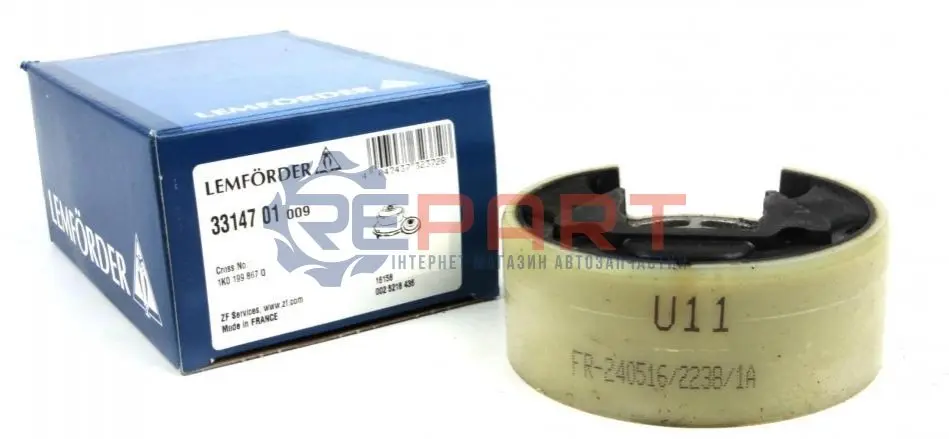 LEMFÖRDER
LEMFÖRDER
LEMFÖRDER
33147 01 009
Cross No
1K0 199 867 Q
ZF Services, www.zf.com
Made in FRANCE
16158
002 5218 436
REPART
ІНТЕРНЕТ МАГАЗИН АВТОЗАПЧАСТИН
U11
FR-240516/2238/1A